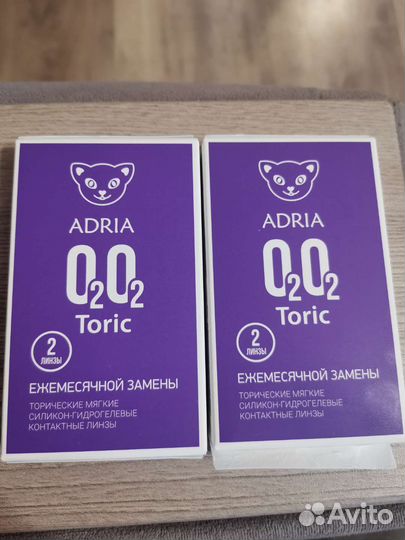 ADRIA
O2O2
Toric
2
ЛИНЗЫ
ЕЖЕМЕСЯЧНОЙ ЗАМЕНЫ
ТОРИЧЕСКИЕ МЯГКИЕ
СИЛИКОН-ГИДРОГЕЛЕВЫЕ
КОНТАКТНЫЕ ЛИНЗЫ
ADRIA
O2O2
Toric
2
ЛИНЗЫ
ЕЖЕМЕСЯЧНОЙ ЗАМЕНЫ
ТОРИЧЕСКИЕ МЯГКИЕ
СИЛИКОН-ГИДРОГЕЛЕВЫЕ
КОНТАКТНЫЕ ЛИНЗЫ
Avito